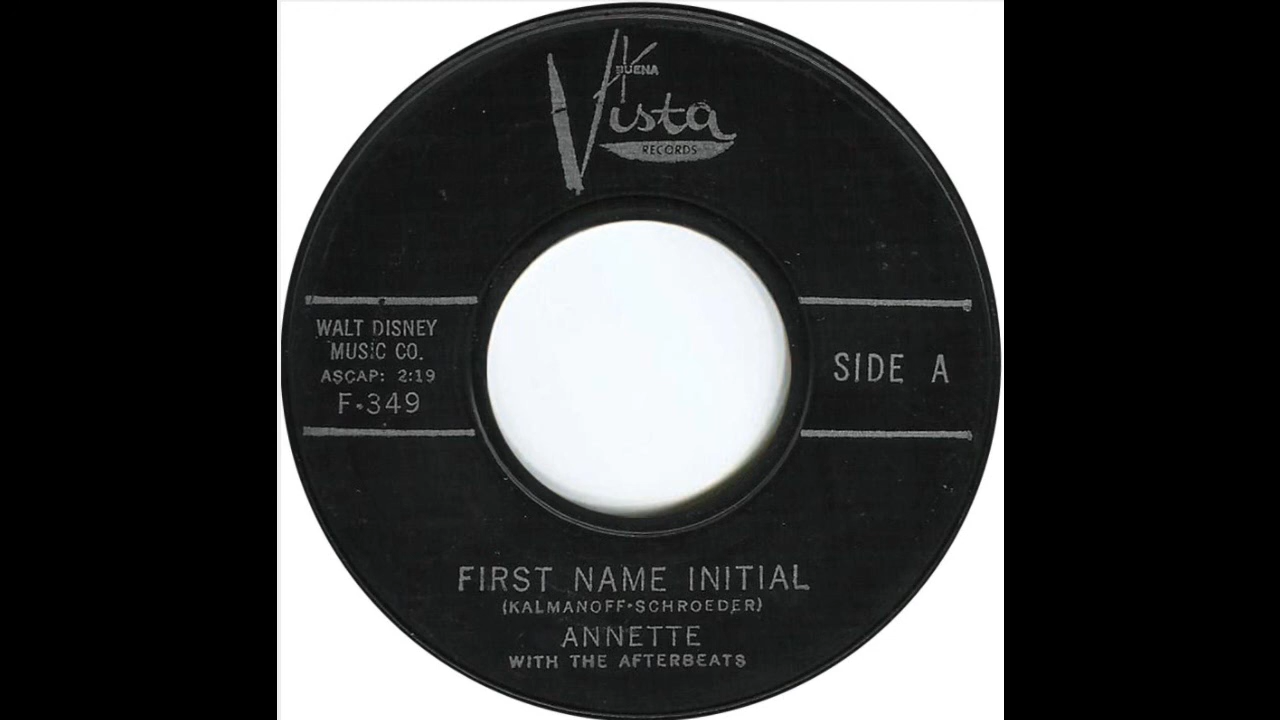 BUENA
Vista
RECORDS
WALT DISNEY
MUSIC CO.
ASCAP: 2:19
F-349
SIDE A
FIRST NAME INITIAL
(KALMANOFF-SCHROEDER)
ANNETTE
WITH THE AFTERBEATS